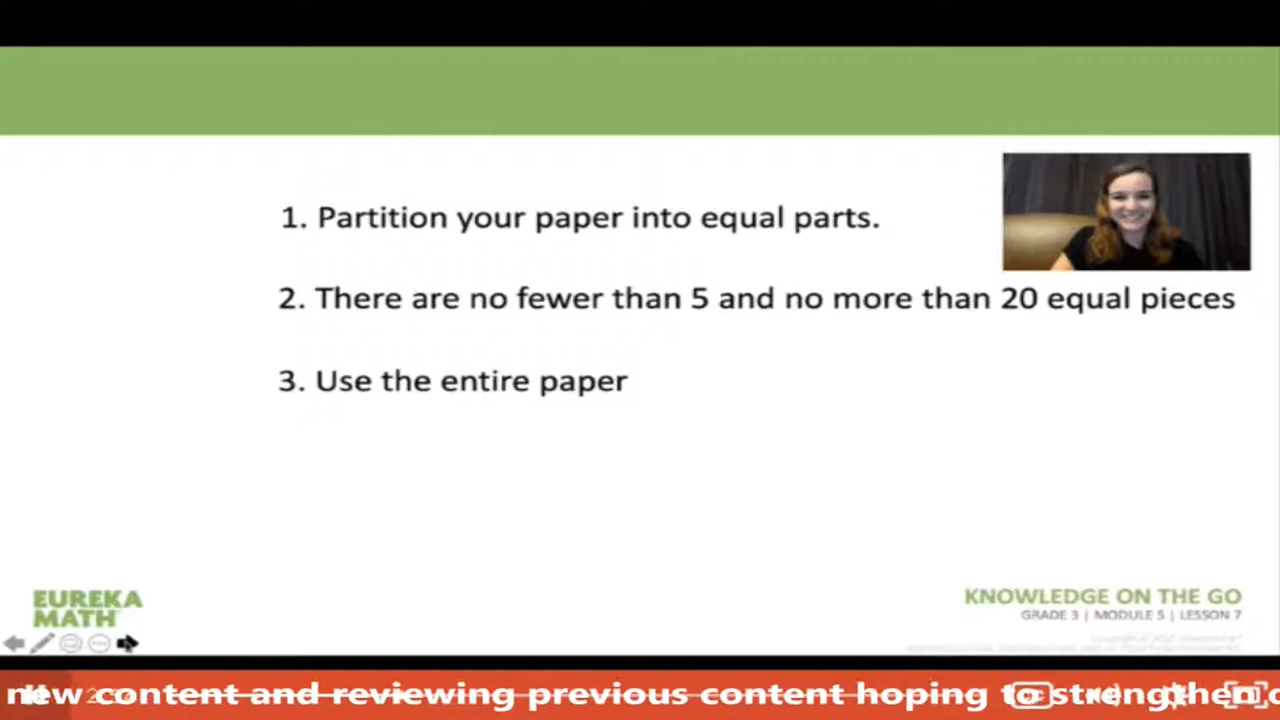 1. Partition your paper into equal parts.
2. There are no fewer than 5 and no more than 20 equal pieces
3. Use the entire paper
EUREKA
MATH
KNOWLEDGE ON THE GO
GRADE 3 | MODULE 5 | LESSON 7
new content and reviewing previous content hoping to strengthen